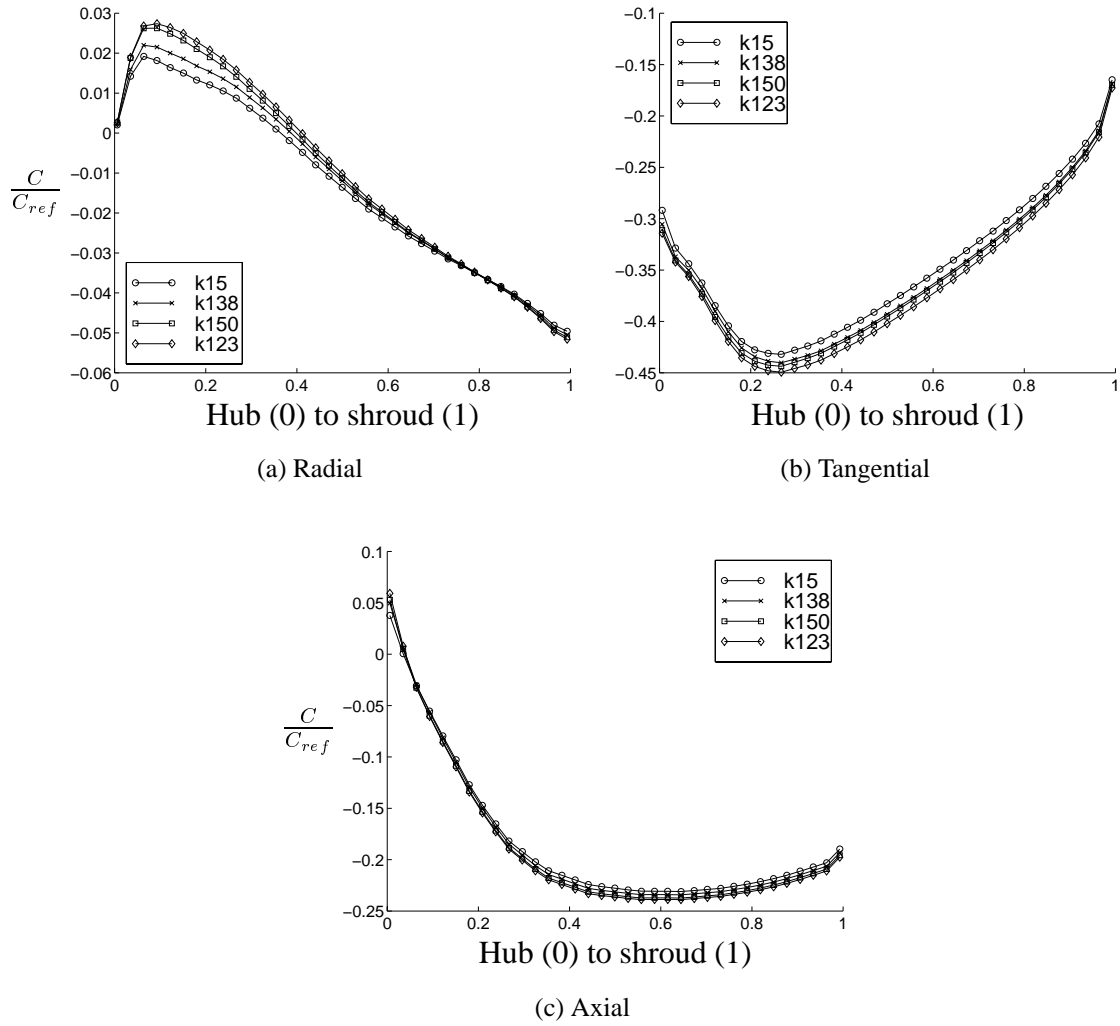 0.03
0.02
0.01
0
−0.01
−0.02
−0.03
−0.04
−0.05
−0.06
C
C_ref
k15
k138
k150
k123
0 0.2 0.4 0.6 0.8 1
Hub (0) to shroud (1)
(a) Radial
−0.1
−0.15
−0.2
−0.25
−0.3
−0.35
−0.4
−0.45
k15
k138
k150
k123
0 0.2 0.4 0.6 0.8 1
Hub (0) to shroud (1)
(b) Tangential
0.1
0.05
0
−0.05
−0.1
−0.15
−0.2
−0.25
C
C_ref
k15
k138
k150
k123
0 0.2 0.4 0.6 0.8 1
Hub (0) to shroud (1)
(c) Axial